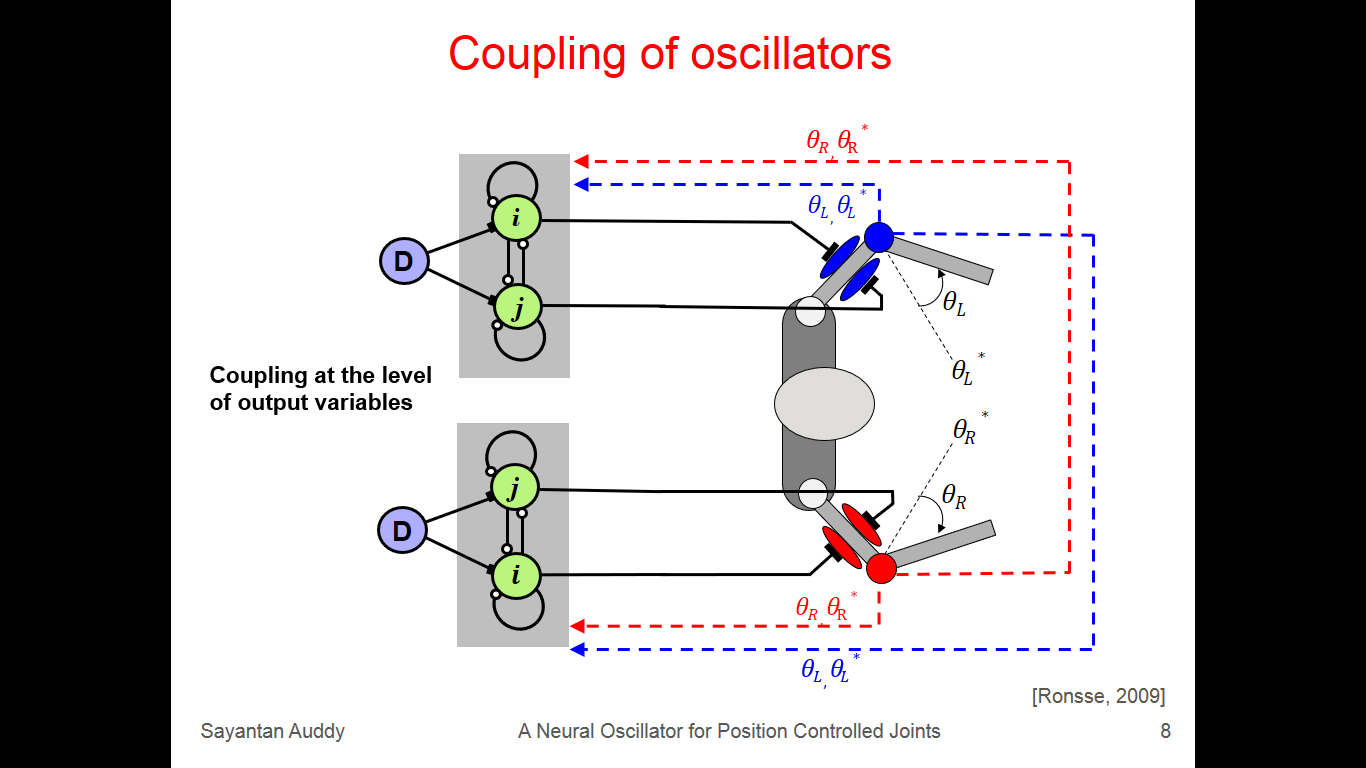 Coupling of oscillators
θR, θR*
θL, θL*
i
D
j
θL
θL*
Coupling at the level
of output variables
θR*
j
θR
D
i
θR, θR*
θL, θL*
[Ronsse, 2009]
Sayantan Auddy A Neural Oscillator for Position Controlled Joints 8